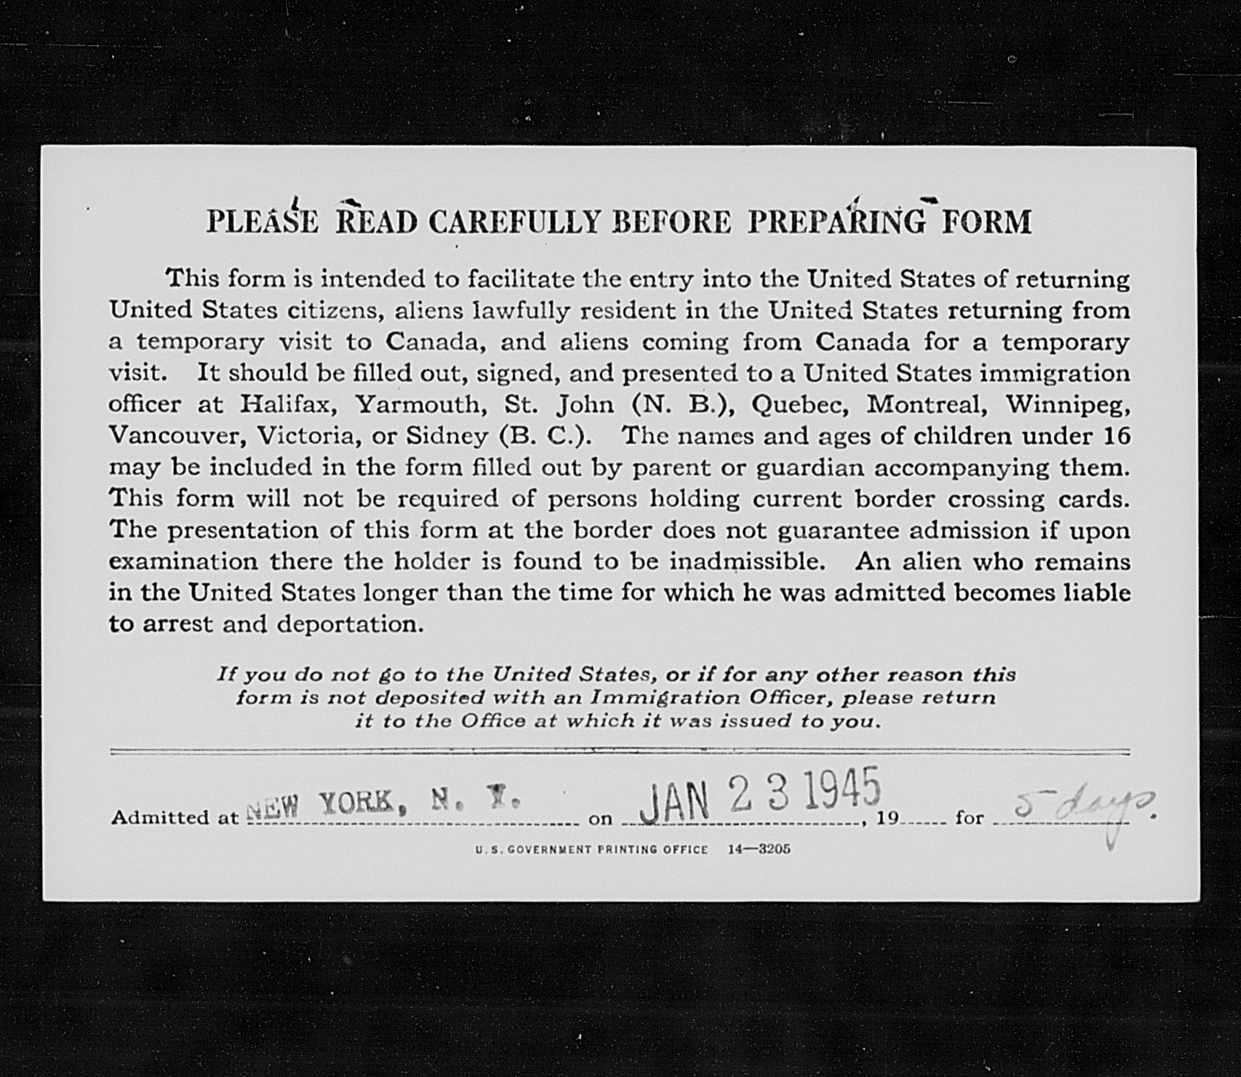 PLEASE READ CAREFULLY BEFORE PREPARING FORM
This form is intended to facilitate the entry into the United States of returning
United States citizens, aliens lawfully resident in the United States returning from
a temporary visit to Canada, and aliens coming from Canada for a temporary
visit. It should be filled out, signed, and presented to a United States immigration
officer at Halifax, Yarmouth, St. John (N. B.), Quebec, Montreal, Winnipeg,
Vancouver, Victoria, or Sidney (B. C.). The names and ages of children under 16
may be included in the form filled out by parent or guardian accompanying them.
This form will not be required of persons holding current border crossing cards.
The presentation of this form at the border does not guarantee admission if upon
examination there the holder is found to be inadmissible. An alien who remains
in the United States longer than the time for which he was admitted becomes liable
to arrest and deportation.
If you do not go to the United States, or if for any other reason this
form is not deposited with an Immigration Officer, please return
it to the Office at which it was issued to you.
Admitted at NEW YORK, N. Y. on JAN 23 1945, 19 for 5 days.
U. S. GOVERNMENT PRINTING OFFICE 14—3205